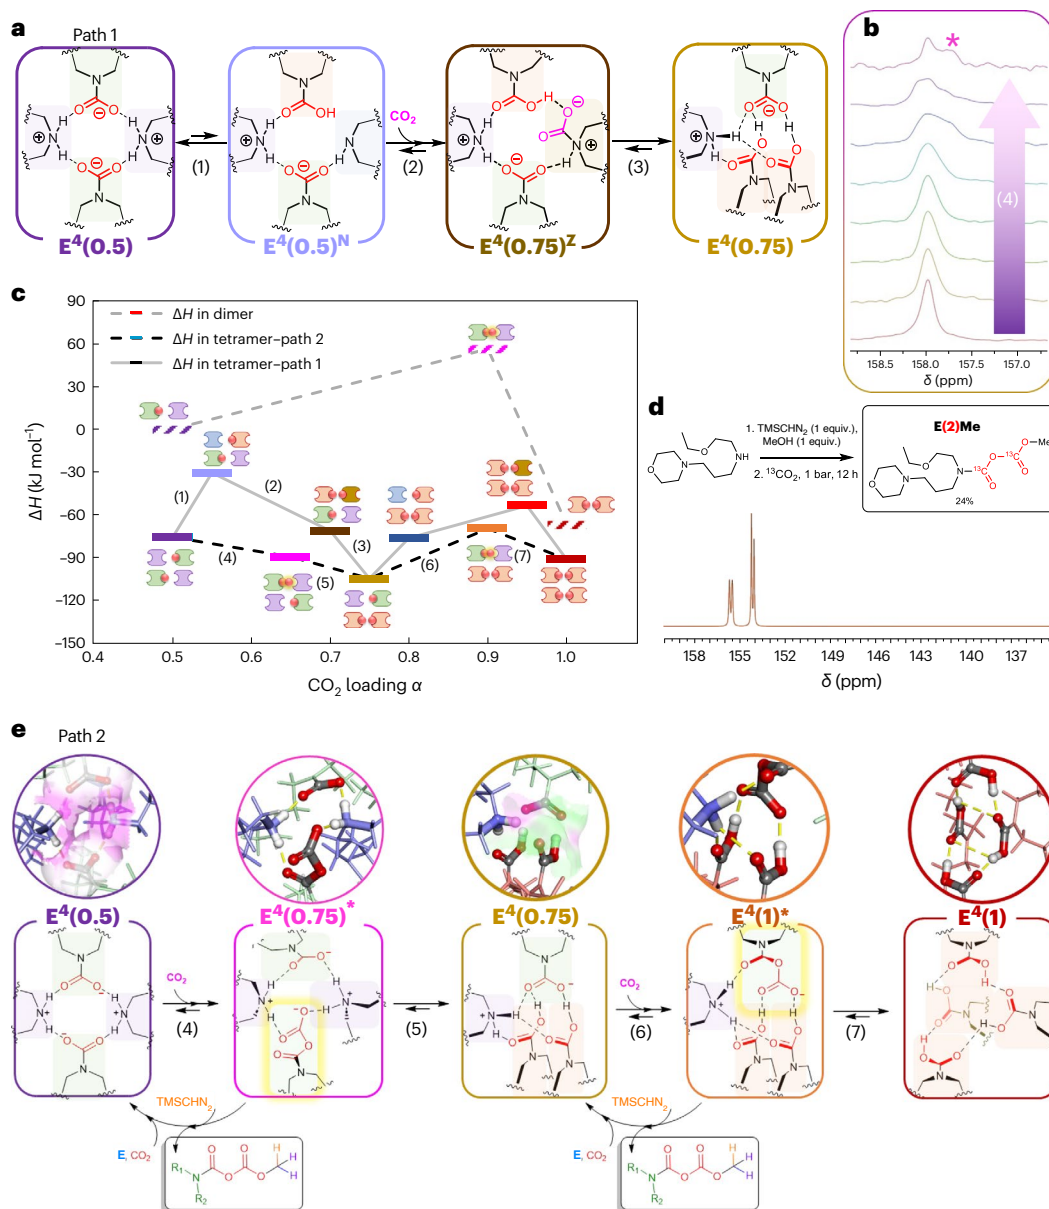 a
Path 1
N
O
O
⊖
H
H
N
⊕
H
H
N
⊕
O
⊖
O
N
(1)
N
O
OH
H
N
⊕
H
N
H
O
⊖
O
N
CO₂
(2)
N
O
O
H
O
⊖
O
H
N
⊕
H
N
⊕
H
O
⊖
O
N
(3)
N
O
⊖
O
H
H
H
N
⊕
H
O
O
O
O
N
N
E⁴(0.5)
E⁴(0.5)ᴺ
E⁴(0.75)ᶻ
E⁴(0.75)
b
*
(4)
158.5 158.0 157.5 157.0
δ (ppm)
c
ΔH in dimer
ΔH in tetramer–path 2
ΔH in tetramer–path 1
ΔH (kJ mol⁻¹)
90
60
30
0
−30
−60
−90
−120
−150
(1)
(2)
(3)
(4)
(5)
(6)
(7)
0.4 0.5 0.6 0.7 0.8 0.9 1.0
CO₂ loading α
d
1. TMSCHN₂ (1 equiv.),
MeOH (1 equiv.)
2. ¹³CO₂, 1 bar, 12 h
O
NH
N
O
E(2)Me
O
O
O
Me
N
¹³C
¹³C
O
O
N
O
24%
158 155 152 149 146 143 140 137
δ (ppm)
e
Path 2
E⁴(0.5)
E⁴(0.75)*
E⁴(0.75)
E⁴(1)*
E⁴(1)
CO₂
(4)
(5)
CO₂
(6)
(7)
TMSCHN₂
E, CO₂
O
O
H
R₁
N
O
O
H
H
R₂
TMSCHN₂
E, CO₂
O
O
H
R₁
N
O
O
H
H
R₂